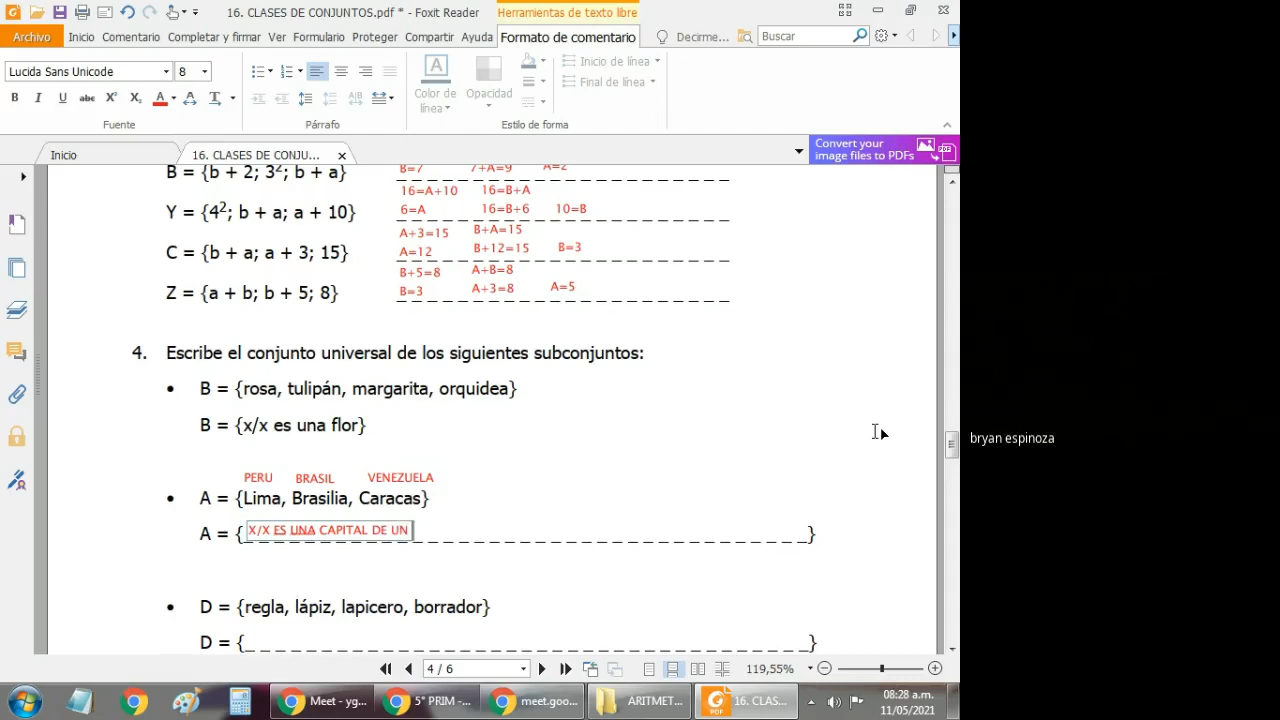 16. CLASES DE CONJUNTOS.pdf * - Foxit Reader
Herramientas de texto libre
Archivo Inicio Comentario Completar y firmar Ver Formulario Proteger Compartir Ayuda Formato de comentario Decirme... Buscar
Lucida Sans Unicode 8
Color de línea Opacidad
Inicio de línea
Final de línea
Fuente Párrafo Estilo de forma
Inicio 16. CLASES DE CONJU...
Convert your image files to PDFs
B = {b + 2; 3²; b + a} B=7 7+A=9 A=2
16=A+10 16=B+A
Y = {4²; b + a; a + 10} 6=A 16=B+6 10=B
A+3=15 B+A=15
C = {b + a; a + 3; 15} A=12 B+12=15 B=3
B+5=8 A+B=8
Z = {a + b; b + 5; 8} B=3 A+3=8 A=5
4. Escribe el conjunto universal de los siguientes subconjuntos:
• B = {rosa, tulipán, margarita, orquidea}
B = {x/x es una flor}
PERU BRASIL VENEZUELA
• A = {Lima, Brasilia, Caracas}
A = {X/X ES UNA CAPITAL DE UN _ _ _ _ _ _ _ _ _ _ _ _ _ _ _ _ _ _ _ _ _ _ _ _ _ _ _ _ _ _ _}
• D = {regla, lápiz, lapicero, borrador}
D = {_ _ _ _ _ _ _ _ _ _ _ _ _ _ _ _ _ _ _ _ _ _ _ _ _ _ _ _ _ _ _ _ _ _ _ _ _ _ _ _ _ _ _ _ _}
bryan espinoza
4 / 6 119,55%
Meet - yg... 5° PRIM -... meet.goo... ARITMET... 16. CLAS...
08:28 a.m.
11/05/2021